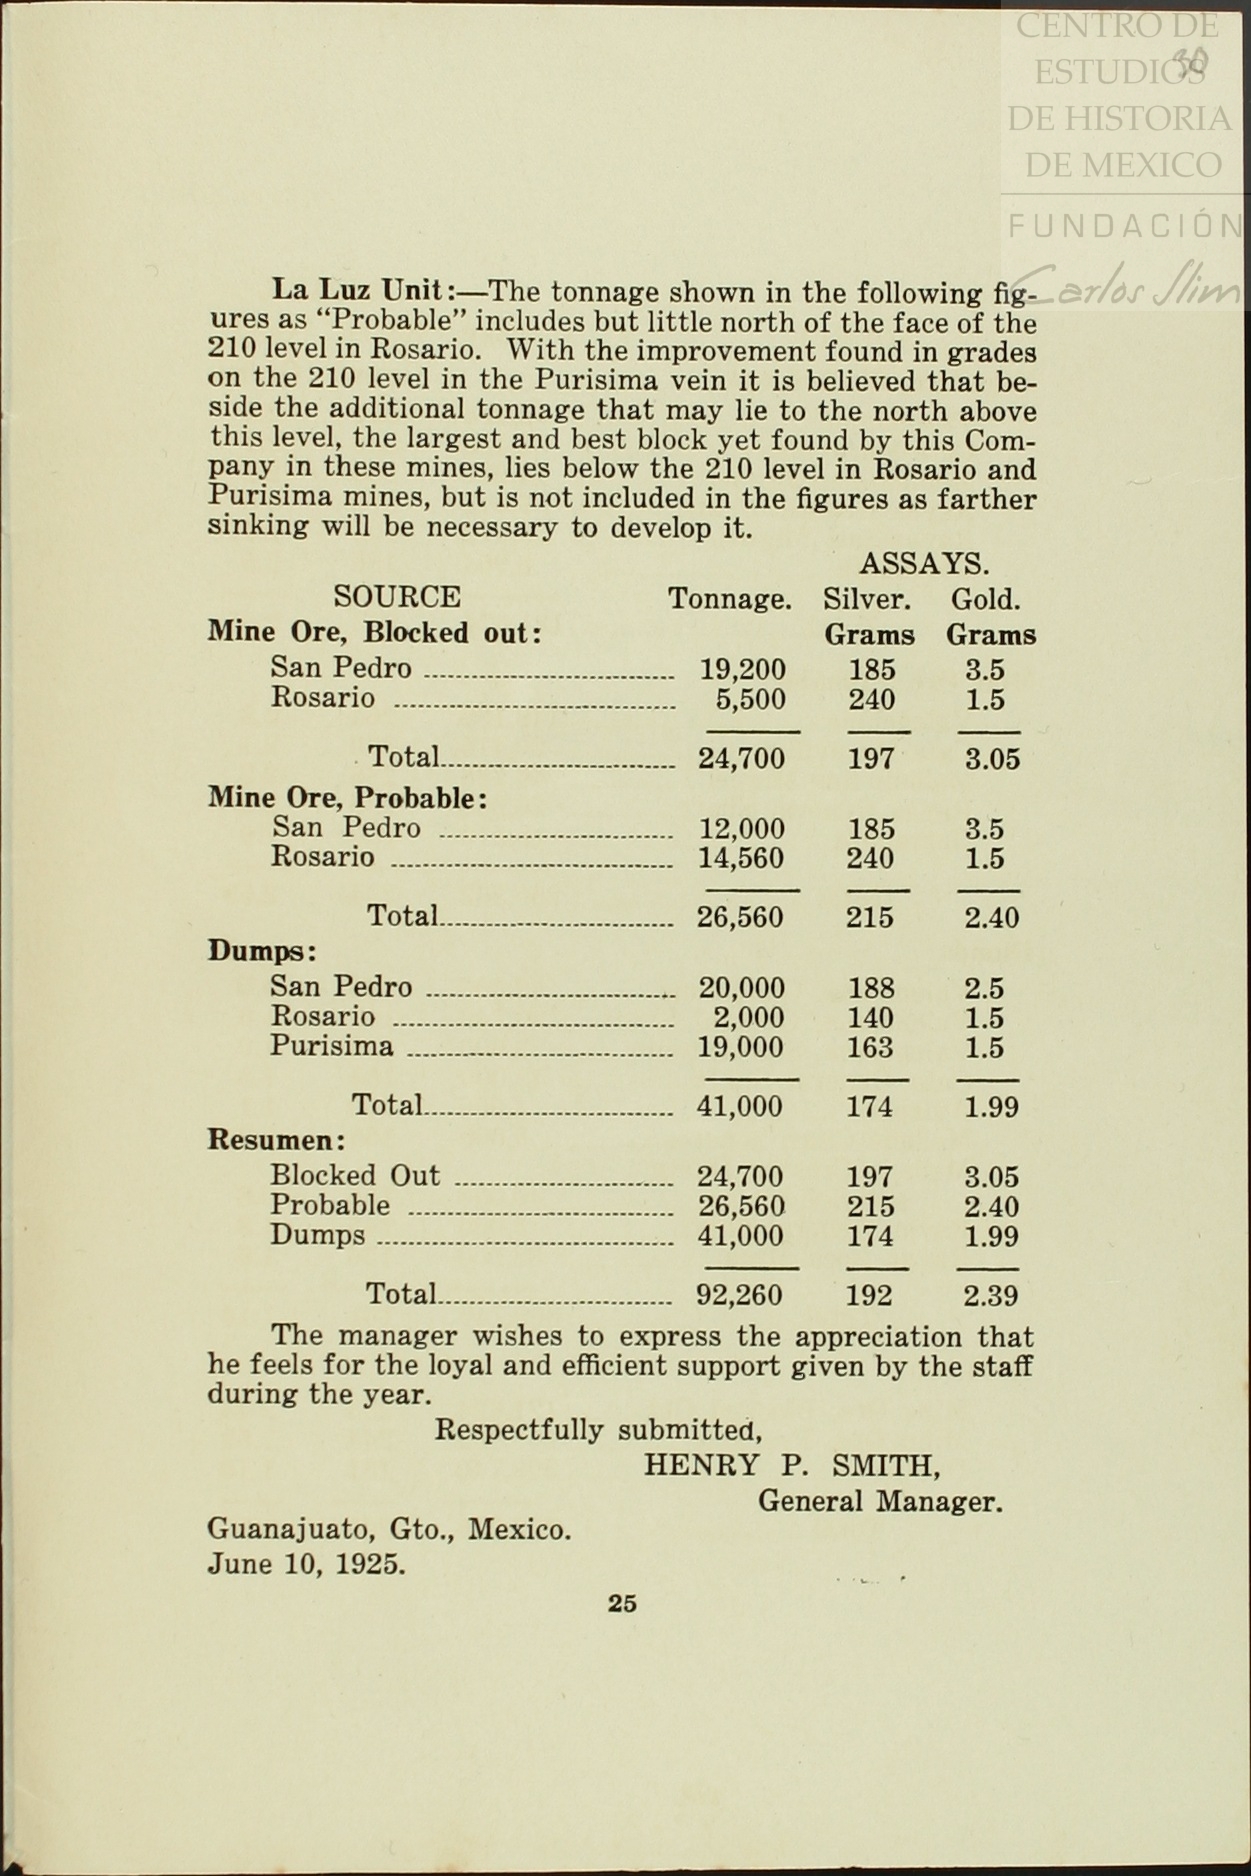 CENTRO DE
ESTUDIOS
DE HISTORIA
DE MEXICO
FUNDACIÓN
Carlos Slim
30
La Luz Unit:—The tonnage shown in the following fig-
ures as “Probable” includes but little north of the face of the
210 level in Rosario. With the improvement found in grades
on the 210 level in the Purisima vein it is believed that be-
side the additional tonnage that may lie to the north above
this level, the largest and best block yet found by this Com-
pany in these mines, lies below the 210 level in Rosario and
Purisima mines, but is not included in the figures as farther
sinking will be necessary to develop it.
ASSAYS.
SOURCE Tonnage. Silver. Gold.
Mine Ore, Blocked out: Grams Grams
San Pedro 19,200 185 3.5
Rosario 5,500 240 1.5
Total 24,700 197 3.05
Mine Ore, Probable:
San Pedro 12,000 185 3.5
Rosario 14,560 240 1.5
Total 26,560 215 2.40
Dumps:
San Pedro 20,000 188 2.5
Rosario 2,000 140 1.5
Purisima 19,000 163 1.5
Total 41,000 174 1.99
Resumen:
Blocked Out 24,700 197 3.05
Probable 26,560 215 2.40
Dumps 41,000 174 1.99
Total 92,260 192 2.39
The manager wishes to express the appreciation that
he feels for the loyal and efficient support given by the staff
during the year.
Respectfully submitted,
HENRY P. SMITH,
General Manager.
Guanajuato, Gto., Mexico.
June 10, 1925.
25